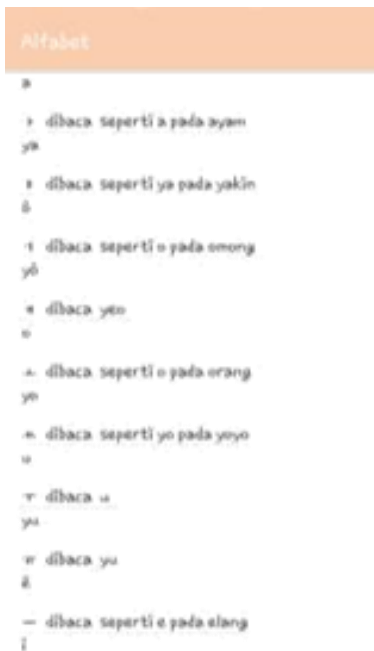 Alfabet
a
ㅏ dibaca seperti a pada ayam
ya
ㅑ dibaca seperti ya pada yakin
ŏ
ㅓ dibaca seperti o pada omong
yŏ
ㅕ dibaca yeo
o
ㅗ dibaca seperti o pada orang
yo
ㅛ dibaca seperti yo pada yoyo
u
ㅜ dibaca u
yu
ㅠ dibaca yu
ē
ㅡ dibaca seperti e pada elang
i